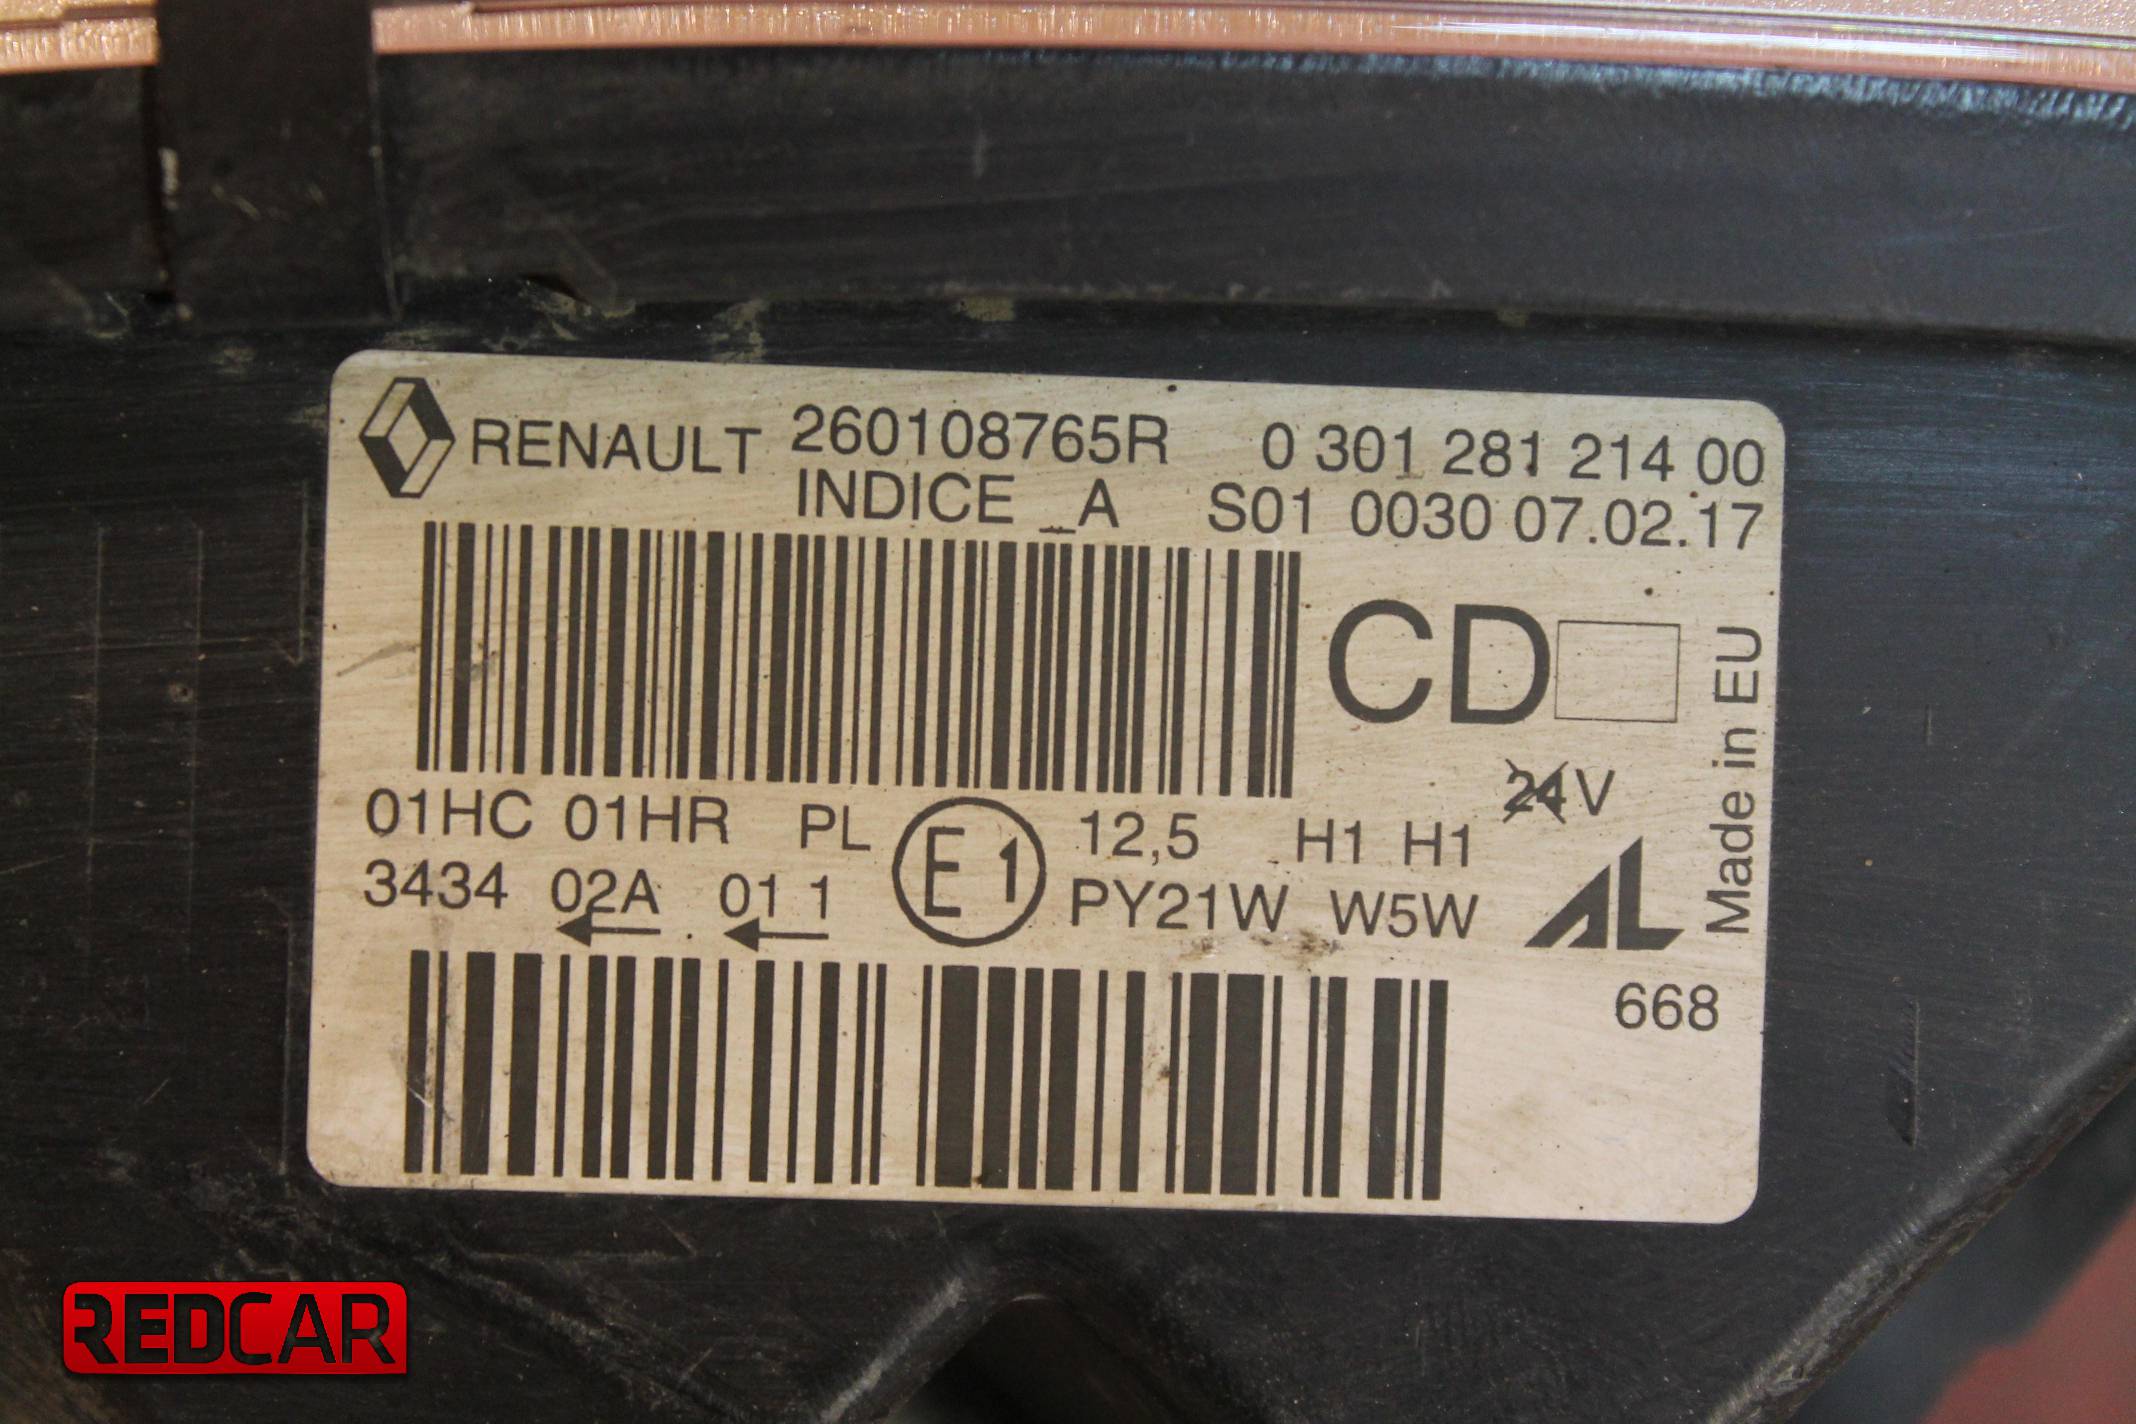 RENAULT 260108765R 0 301 281 214 00
INDICE _A S01 0030 07.02.17
CD
Made in EU
24V
01HC 01HR PL E1 12,5 H1 H1
3434 02A 01 1 PY21W W5W AL
668
REDCAR